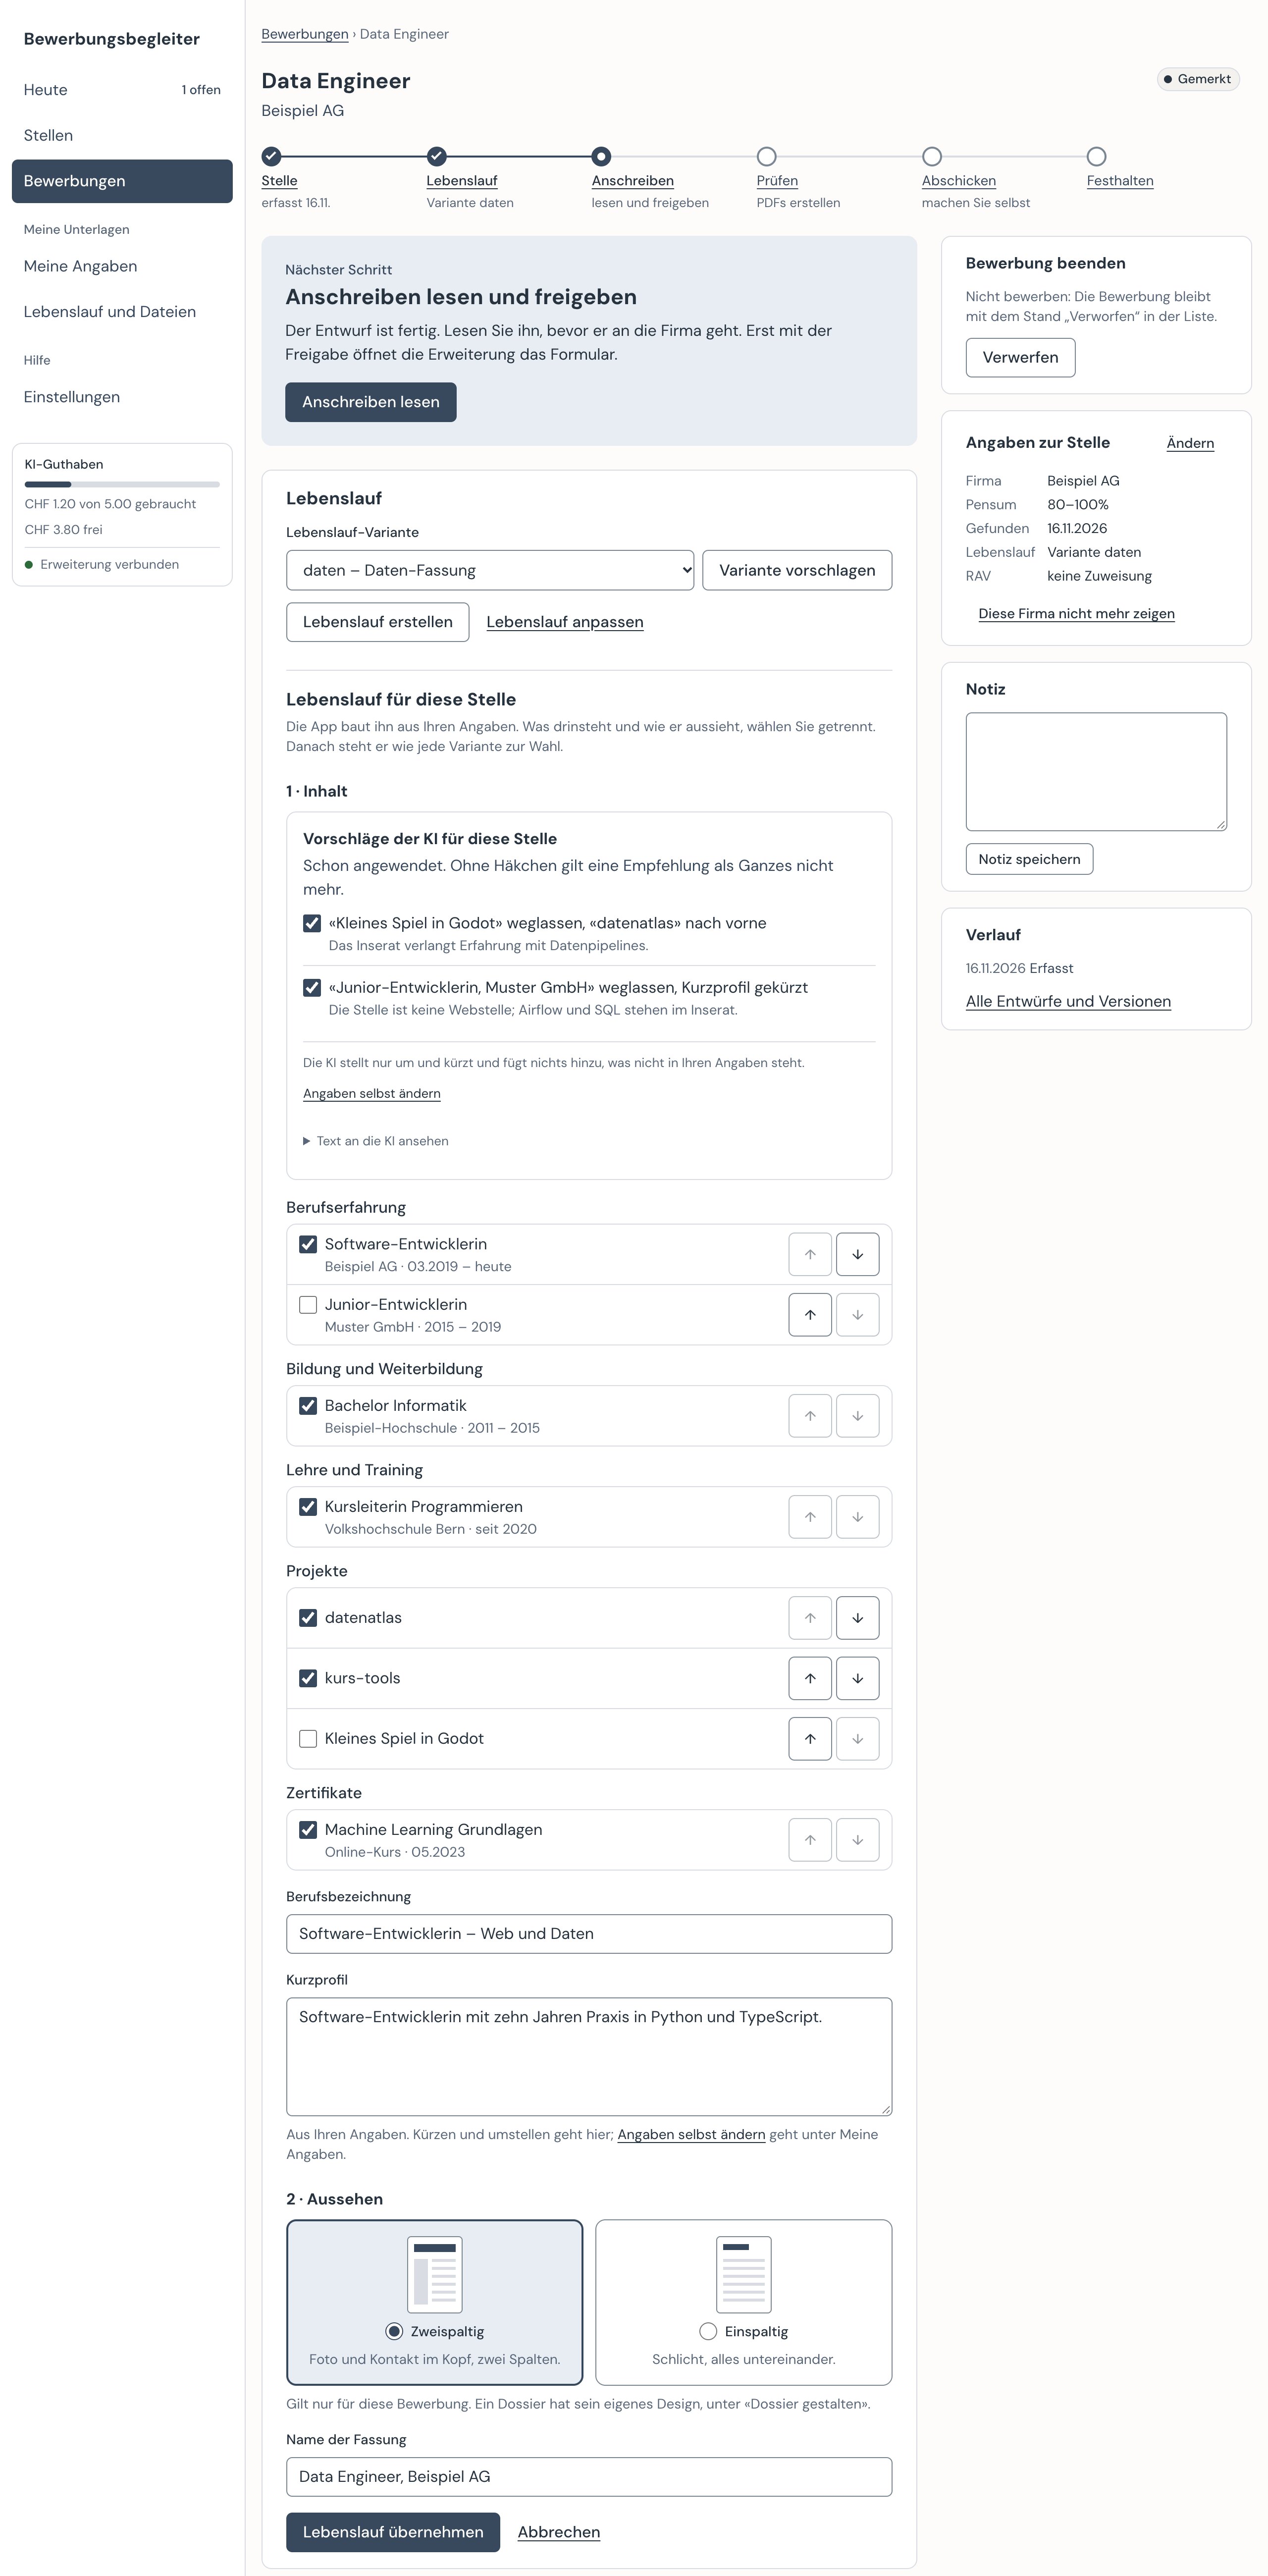 Bewerbungsbegleiter
Heute
1 offen
Stellen
Bewerbungen
Meine Unterlagen
Meine Angaben
Lebenslauf und Dateien
Hilfe
Einstellungen
KI-Guthaben
CHF 1.20 von 5.00 gebraucht
CHF 3.80 frei
Erweiterung verbunden
Bewerbungen › Data Engineer
Data Engineer
Gemerkt
Beispiel AG
Stelle
erfasst 16.11.
Lebenslauf
Variante daten
Anschreiben
lesen und freigeben
Prüfen
PDFs erstellen
Abschicken
machen Sie selbst
Festhalten
Nächster Schritt
Anschreiben lesen und freigeben
Der Entwurf ist fertig. Lesen Sie ihn, bevor er an die Firma geht. Erst mit der
Freigabe öffnet die Erweiterung das Formular.
Anschreiben lesen
Lebenslauf
Lebenslauf-Variante
daten – Daten-Fassung
Variante vorschlagen
Lebenslauf erstellen
Lebenslauf anpassen
Lebenslauf für diese Stelle
Die App baut ihn aus Ihren Angaben. Was drinsteht und wie er aussieht, wählen Sie getrennt.
Danach steht er wie jede Variante zur Wahl.
1 · Inhalt
Vorschläge der KI für diese Stelle
Schon angewendet. Ohne Häkchen gilt eine Empfehlung als Ganzes nicht
mehr.
«Kleines Spiel in Godot» weglassen, «datenatlas» nach vorne
Das Inserat verlangt Erfahrung mit Datenpipelines.
«Junior-Entwicklerin, Muster GmbH» weglassen, Kurzprofil gekürzt
Die Stelle ist keine Webstelle; Airflow und SQL stehen im Inserat.
Die KI stellt nur um und kürzt und fügt nichts hinzu, was nicht in Ihren Angaben steht.
Angaben selbst ändern
Text an die KI ansehen
Berufserfahrung
Software-Entwicklerin
Beispiel AG · 03.2019 – heute
Junior-Entwicklerin
Muster GmbH · 2015 – 2019
Bildung und Weiterbildung
Bachelor Informatik
Beispiel-Hochschule · 2011 – 2015
Lehre und Training
Kursleiterin Programmieren
Volkshochschule Bern · seit 2020
Projekte
datenatlas
kurs-tools
Kleines Spiel in Godot
Zertifikate
Machine Learning Grundlagen
Online-Kurs · 05.2023
Berufsbezeichnung
Software-Entwicklerin – Web und Daten
Kurzprofil
Software-Entwicklerin mit zehn Jahren Praxis in Python und TypeScript.
Aus Ihren Angaben. Kürzen und umstellen geht hier; Angaben selbst ändern geht unter Meine
Angaben.
2 · Aussehen
Zweispaltig
Foto und Kontakt im Kopf, zwei Spalten.
Einspaltig
Schlicht, alles untereinander.
Gilt nur für diese Bewerbung. Ein Dossier hat sein eigenes Design, unter «Dossier gestalten».
Name der Fassung
Data Engineer, Beispiel AG
Lebenslauf übernehmen
Abbrechen
Bewerbung beenden
Nicht bewerben: Die Bewerbung bleibt
mit dem Stand „Verworfen“ in der Liste.
Verwerfen
Angaben zur Stelle
Ändern
Firma Beispiel AG
Pensum 80–100%
Gefunden 16.11.2026
Lebenslauf Variante daten
RAV keine Zuweisung
Diese Firma nicht mehr zeigen
Notiz
Notiz speichern
Verlauf
16.11.2026 Erfasst
Alle Entwürfe und Versionen